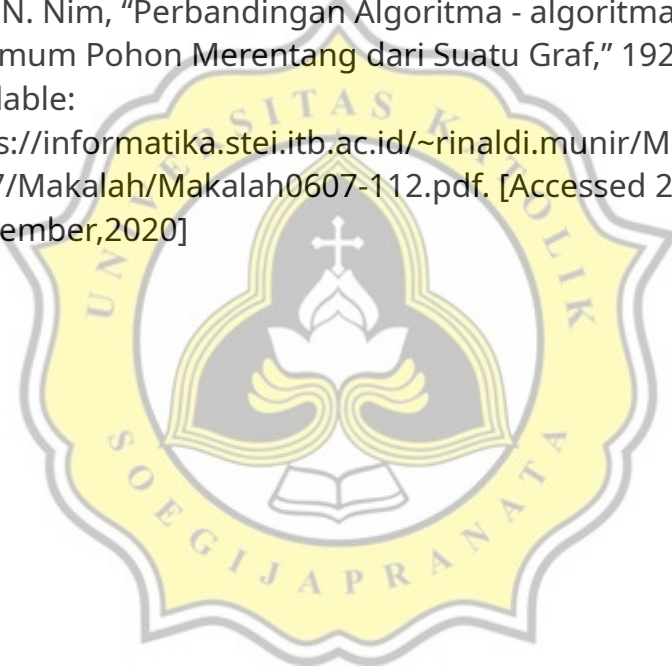 N. Nim, “Perbandingan Algoritma - algoritma
mum Pohon Merentang dari Suatu Graf,” 192
lable:
s://informatika.stei.itb.ac.id/~rinaldi.munir/M
7/Makalah/Makalah0607-112.pdf. [Accessed 2
ember,2020]
UNIVERSITAS KATOLIK
SOEGIJAPRANATA